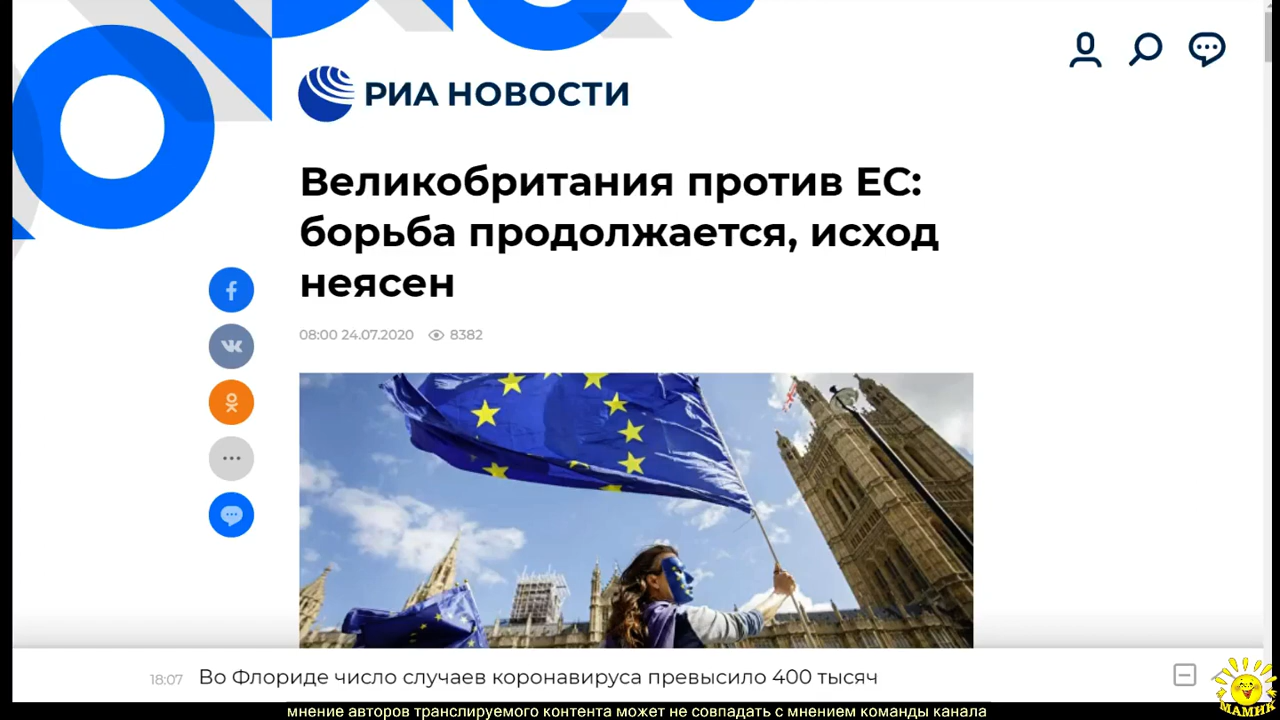 РИА НОВОСТИ
Великобритания против ЕС:
борьба продолжается, исход
неясен
08:00 24.07.2020 8382
18:07 Во Флориде число случаев коронавируса превысило 400 тысяч
МАМИК
мнение авторов транслируемого контента может не совпадать с мнением команды канала